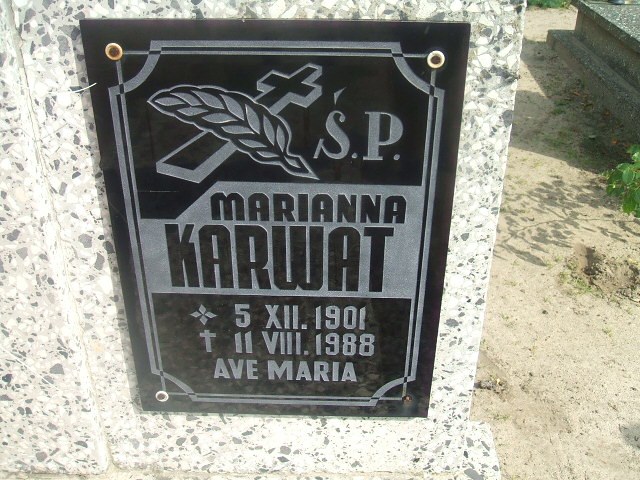 Ś.P.
MARIANNA
KARWAT
5 XII. 1901
† 11 VIII. 1988
AVE MARIA